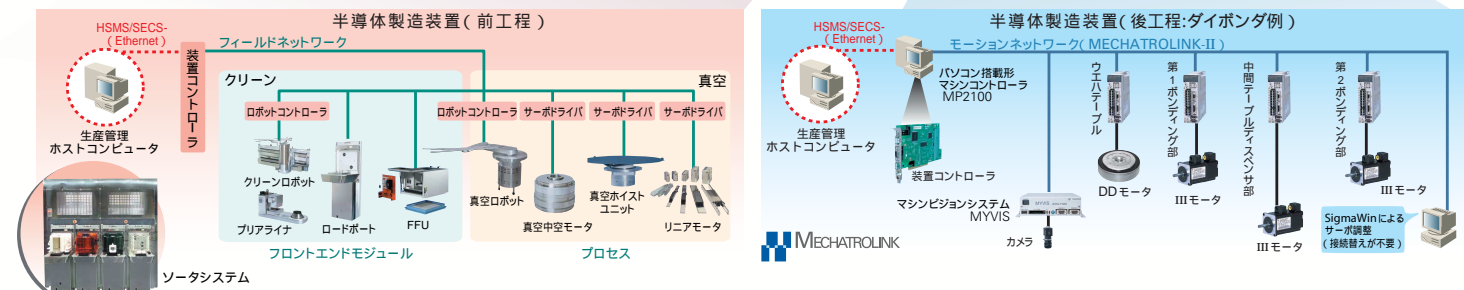 半導体製造装置(前工程)
HSMS/SECS-
(Ethernet)
フィールドネットワーク
装置コントローラ
生産管理
ホストコンピュータ
クリーン
真空
ロボットコントローラ
ロボットコントローラ
サーボドライバ
サーボドライバ
サーボドライバ
クリーンロボット
プリアライナ
ロードポート
FFU
真空ロボット
真空中空モータ
真空ホイスト
ユニット
リニアモータ
フロントエンドモジュール
プロセス
ソータシステム
半導体製造装置(後工程:ダイボンダ例)
HSMS/SECS-
(Ethernet)
モーションネットワーク(MECHATROLINK-II)
生産管理
ホストコンピュータ
パソコン搭載形
マシンコントローラ
MP2100
装置コントローラ
マシンビジョンシステム
MYVIS
カメラ
ウエハテーブル
DDモータ
第1ボンディング部
IIIモータ
中間テーブルディスペンサ部
IIIモータ
第2ボンディング部
IIIモータ
SigmaWinによる
サーボ調整
(接続替えが不要)
MECHATROLINK